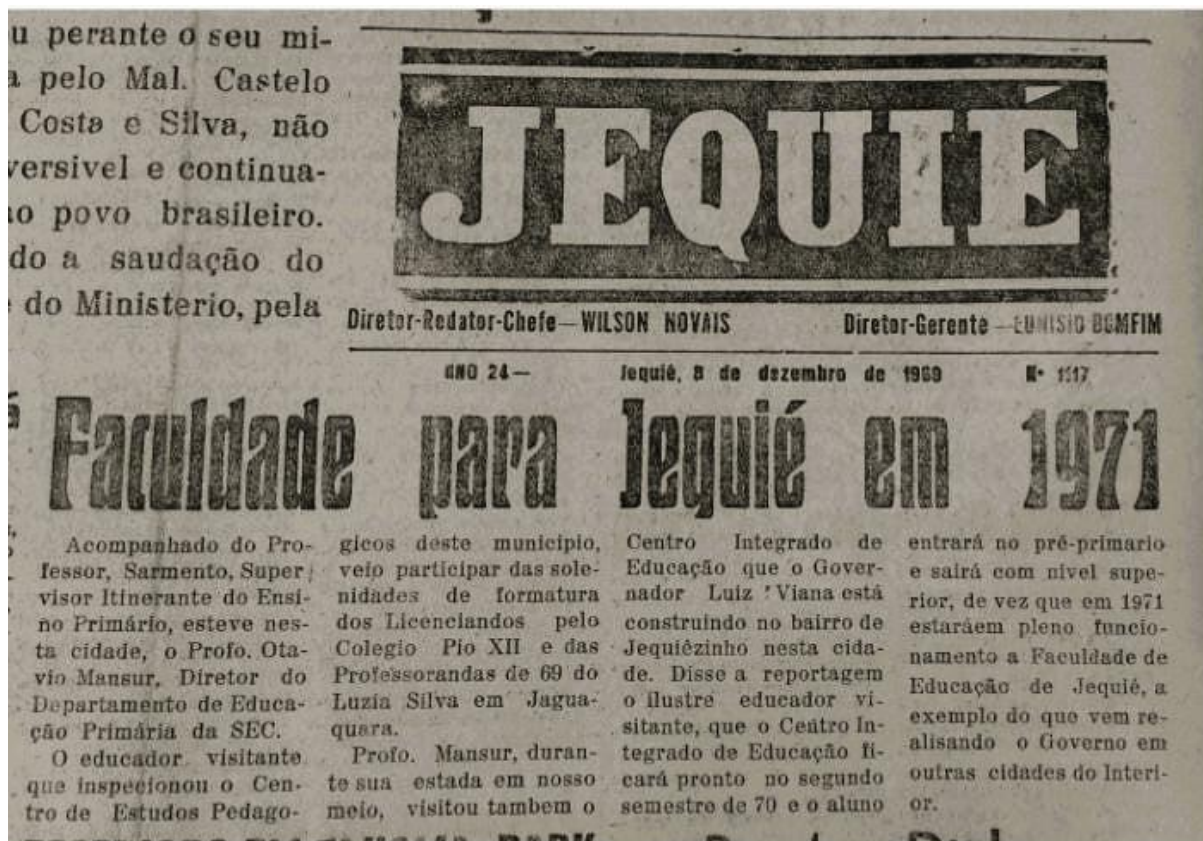 u perante o seu mi-
a pelo Mal. Castelo
Costa e Silva, não
versivel e continua-
o povo brasileiro.
do a saudação do
do Ministerio, pela
JEQUIÉ
Diretor-Redator-Chefe — WILSON NOVAIS
Diretor-Gerente — EUNISIO BOMFIM
ANO 24 —
Jequié, 8 de dezembro de 1969
Nº 1117
Faculdade para Jequié em 1971
Acompanhado do Pro-
fessor, Sarmento, Super
visor Itinerante do Ensi-
no Primário, esteve nes-
ta cidade, o Profo. Ota-
vio Mansur, Diretor do
Departamento de Educa-
ção Primária da SEC.
O educador visitante
que inspecionou o Cen-
tro de Estudos Pedago-
gicos deste municipio,
veio participar das sole-
nidades de formatura
dos Licenciandos pelo
Colegio Pio XII e das
Professorandas de 69 do
Luzia Silva em Jagua-
quara.
Profo. Mansur, duran-
te sua estada em nosso
meio, visitou tambem o
Centro Integrado de
Educação que o Gover-
nador Luiz Viana está
construindo no bairro de
Jequiêzinho nesta cida-
de. Disse a reportagem
o ilustre educador vi-
sitante, que o Centro In-
tegrado de Educação fi-
cará pronto no segundo
semestre de 70 e o aluno
entrará no pré-primario
e sairá com nivel supe-
rior, de vez que em 1971
estaráem pleno funcio-
namento a Faculdade de
Educação de Jequié, a
exemplo do que vem re-
alisando o Governo em
outras cidades do Interi-
or.